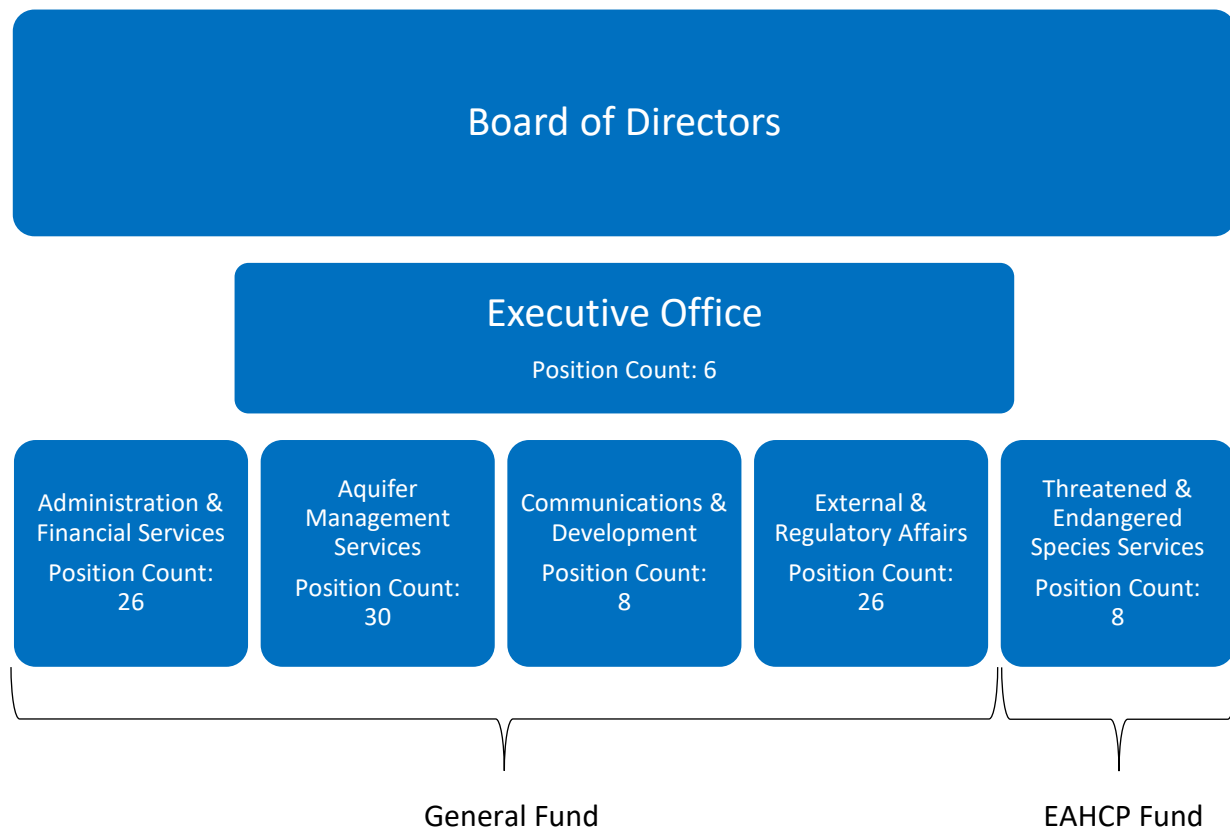 Board of Directors
Executive Office
Position Count: 6
Administration &
Financial Services
Position Count:
26
Aquifer
Management
Services
Position Count:
30
Communications &
Development
Position Count:
8
External &
Regulatory Affairs
Position Count:
26
Threatened &
Endangered
Species Services
Position Count:
8
General Fund
EAHCP Fund